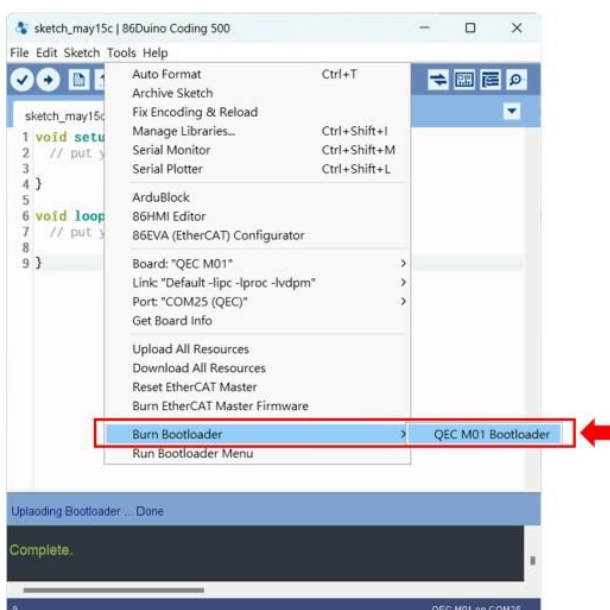 sketch_may15c | 86Duino Coding 500
File Edit Sketch Tools Help
sketch_may15c
Auto Format Ctrl+T
Archive Sketch
Fix Encoding & Reload
Manage Libraries... Ctrl+Shift+I
Serial Monitor Ctrl+Shift+M
Serial Plotter Ctrl+Shift+L
ArduBlock
86HMI Editor
86EVA (EtherCAT) Configurator
Board: "QEC M01"
Link: "Default -lipc -lproc -lvdpm"
Port: "COM25 (QEC)"
Get Board Info
Upload All Resources
Download All Resources
Reset EtherCAT Master
Burn EtherCAT Master Firmware
Burn Bootloader
QEC M01 Bootloader
Run Bootloader Menu
1 void setu
2 // put y
3
4 }
5
6 void loop
7 // put y
8
9 }
Uplaoding Bootloader ... Done
Complete.
9 QEC M01 on COM25